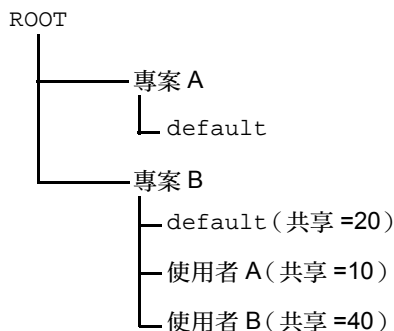 ROOT
專案 A
default
專案 B
default（共享 =20）
使用者 A（共享 =10）
使用者 B（共享 =40）